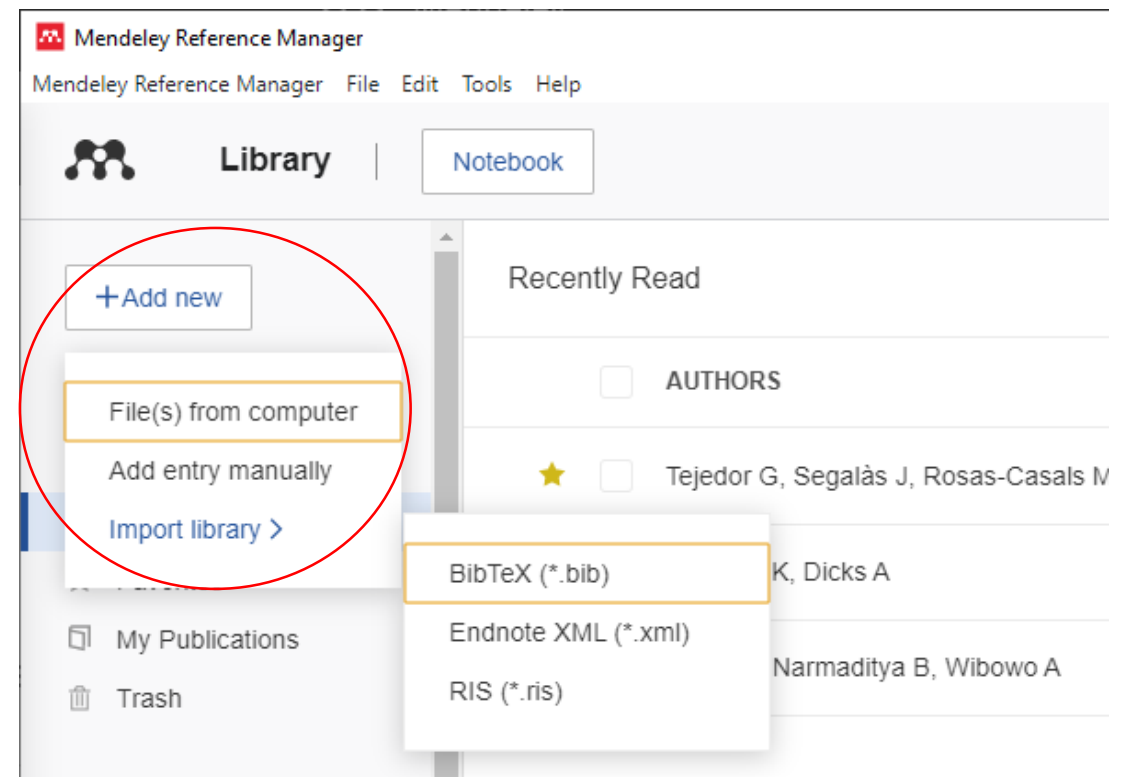 Mendeley Reference Manager
Mendeley Reference Manager File Edit Tools Help
Library
Notebook
+Add new
File(s) from computer
Add entry manually
Import library >
My Publications
Trash
BibTeX (*.bib)
Endnote XML (*.xml)
RIS (*.ris)
Recently Read
AUTHORS
Tejedor G, Segalàs J, Rosas-Casals M
K, Dicks A
Narmaditya B, Wibowo A